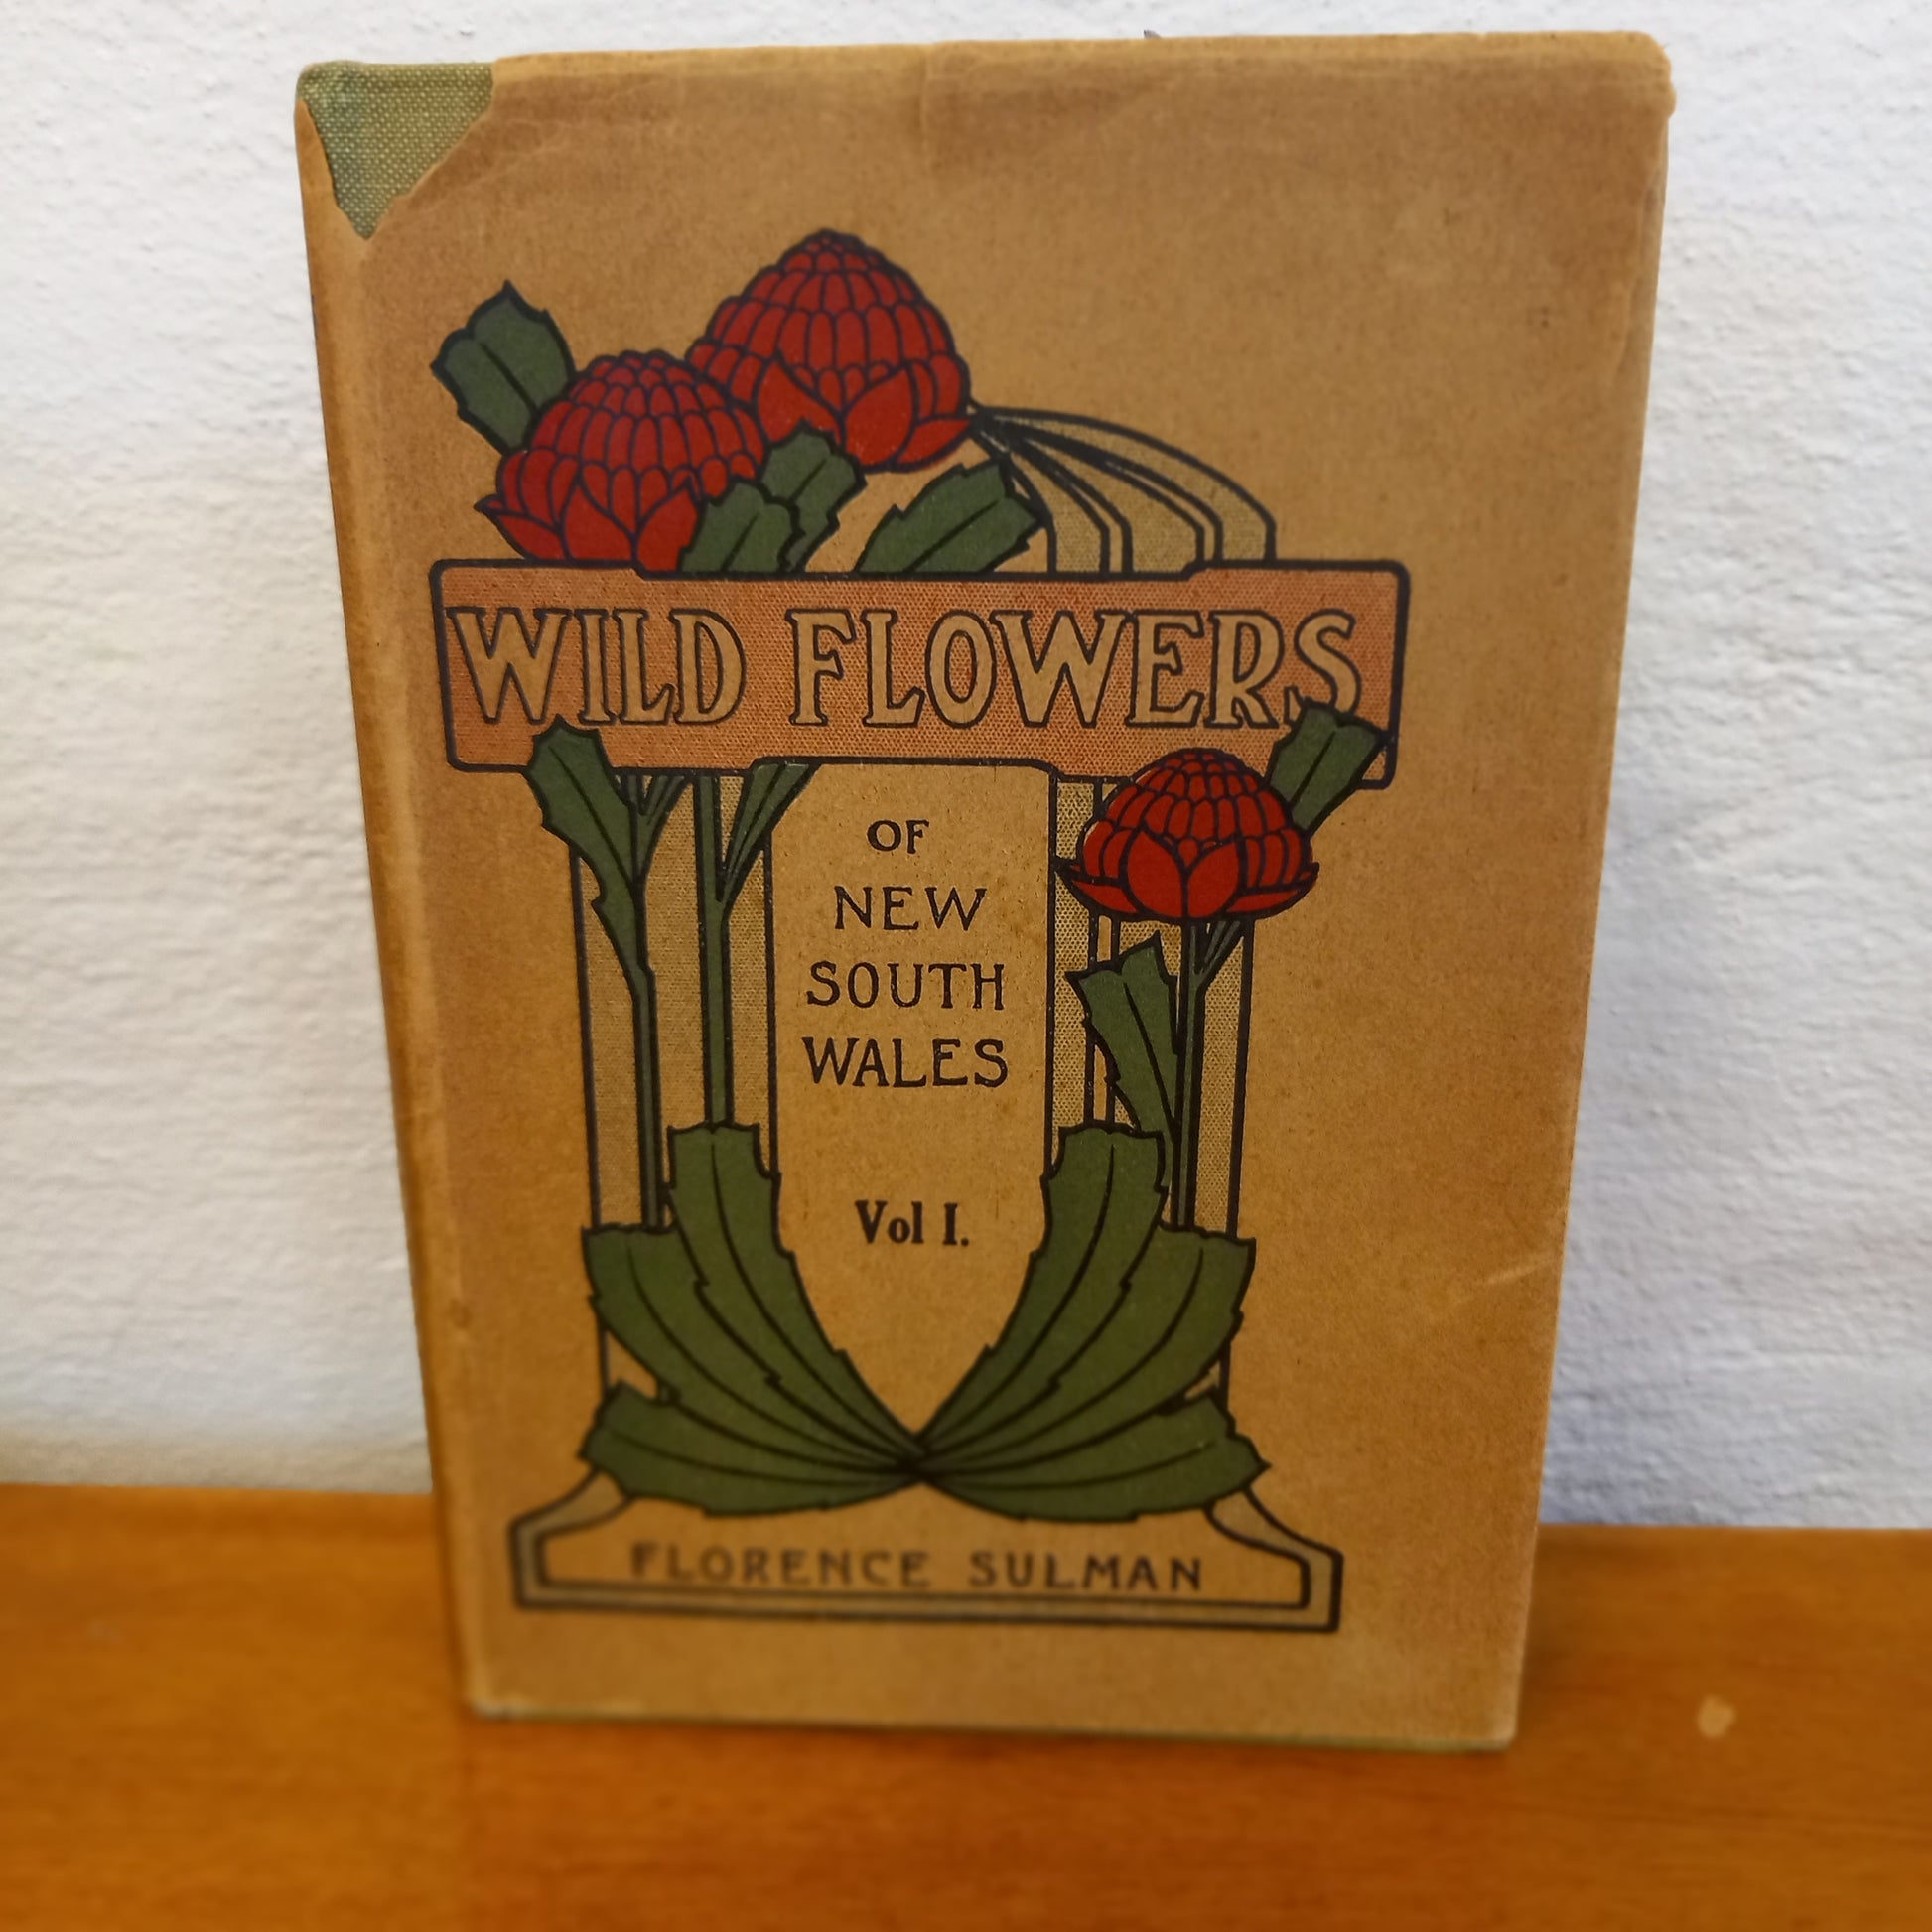 WILD FLOWERS
OF
NEW
SOUTH
WALES
Vol I.
FLORENCE SULMAN